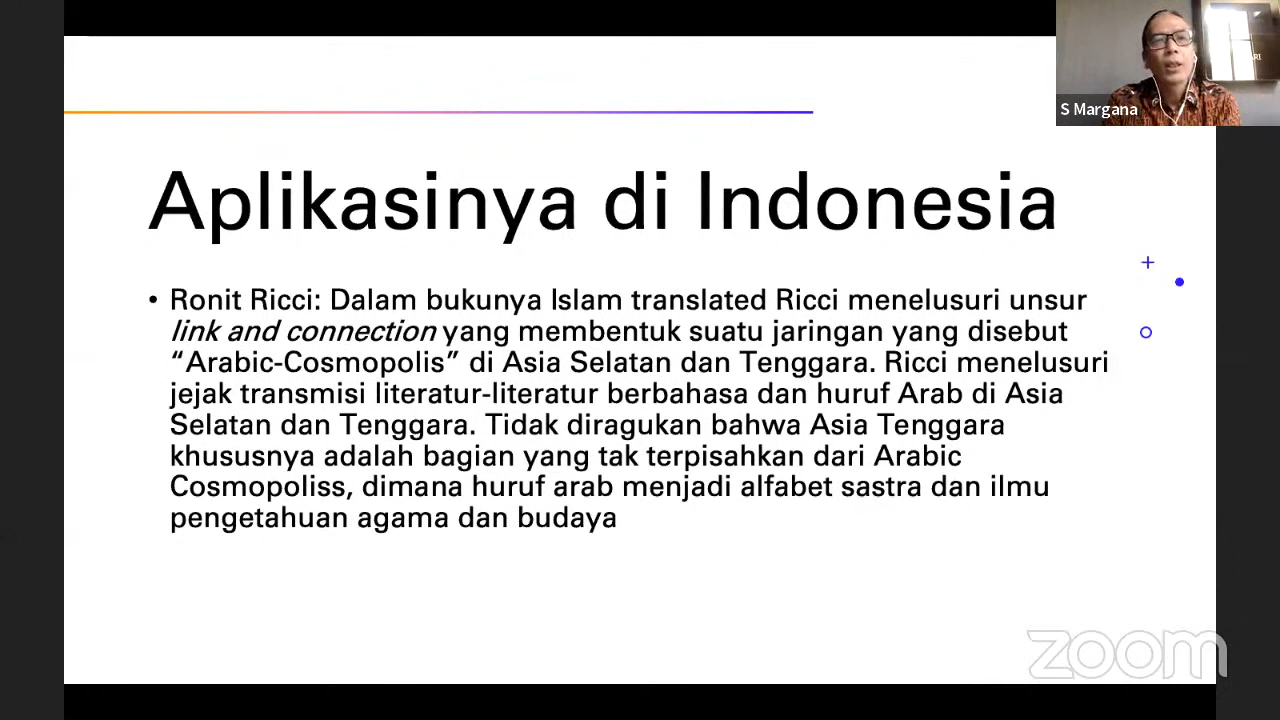 S Margana
Aplikasinya di Indonesia
• Ronit Ricci: Dalam bukunya Islam translated Ricci menelusuri unsur
link and connection yang membentuk suatu jaringan yang disebut
“Arabic-Cosmopolis” di Asia Selatan dan Tenggara. Ricci menelusuri
jejak transmisi literatur-literatur berbahasa dan huruf Arab di Asia
Selatan dan Tenggara. Tidak diragukan bahwa Asia Tenggara
khususnya adalah bagian yang tak terpisahkan dari Arabic
Cosmopoliss, dimana huruf arab menjadi alfabet sastra dan ilmu
pengetahuan agama dan budaya
zoom